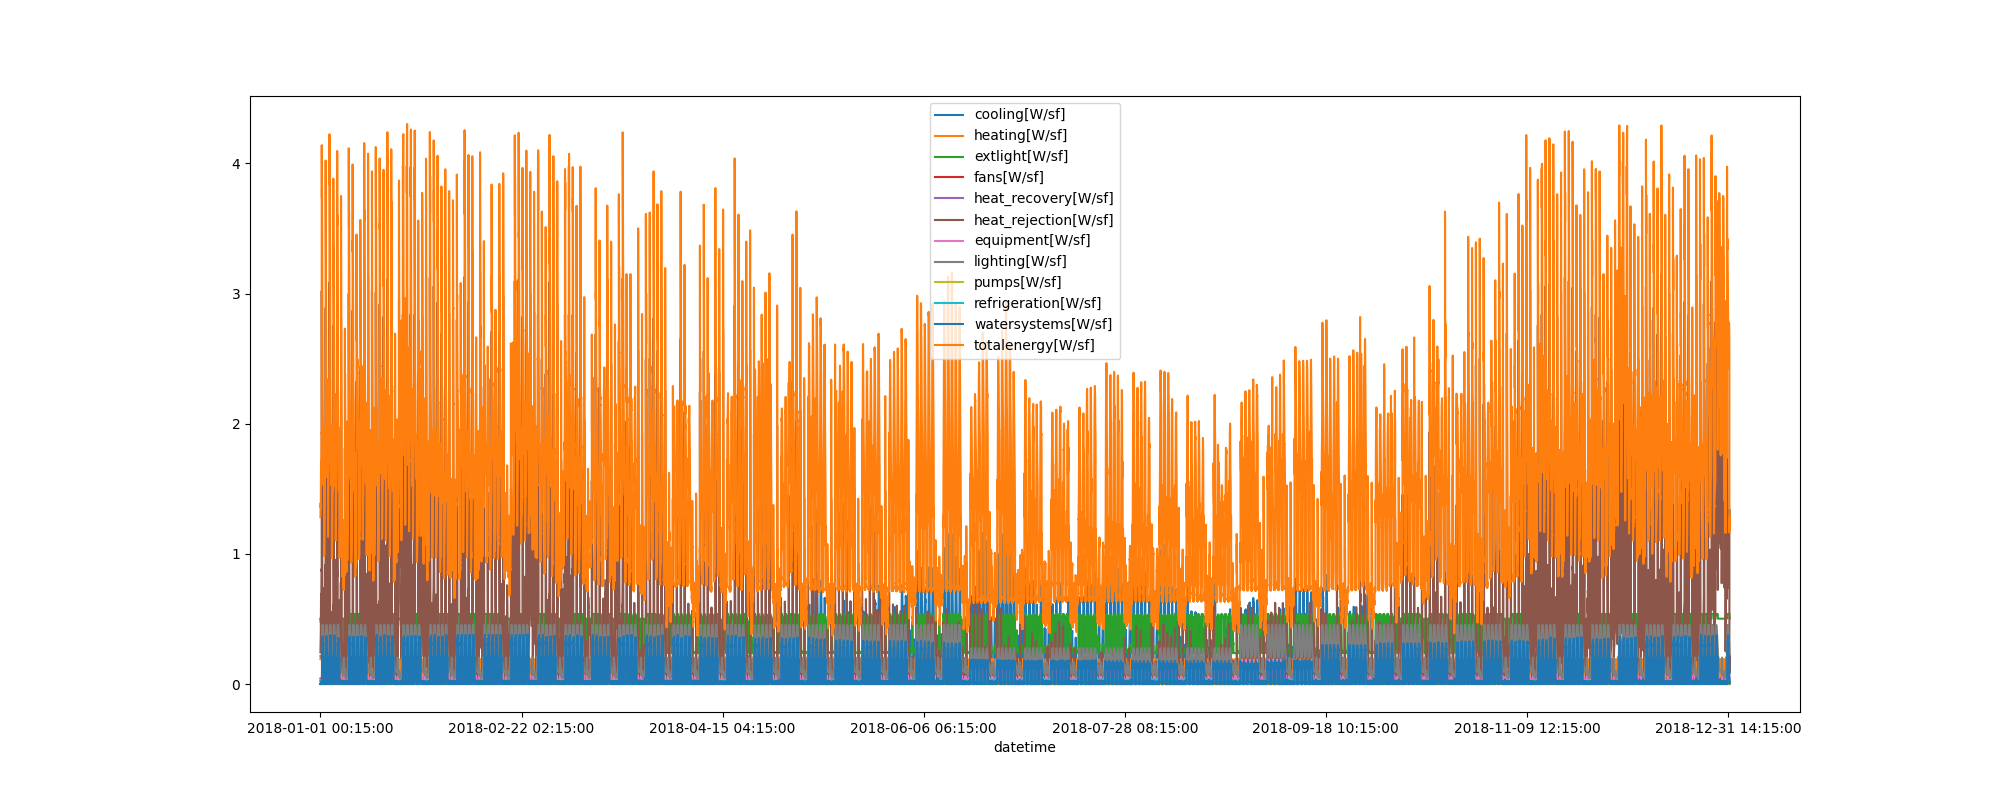 4
3
2
1
0
cooling[W/sf]
heating[W/sf]
extlight[W/sf]
fans[W/sf]
heat_recovery[W/sf]
heat_rejection[W/sf]
equipment[W/sf]
lighting[W/sf]
pumps[W/sf]
refrigeration[W/sf]
watersystems[W/sf]
totalenergy[W/sf]
2018-01-01 00:15:00 2018-02-22 02:15:00 2018-04-15 04:15:00 2018-06-06 06:15:00 2018-07-28 08:15:00 2018-09-18 10:15:00 2018-11-09 12:15:00 2018-12-31 14:15:00
datetime